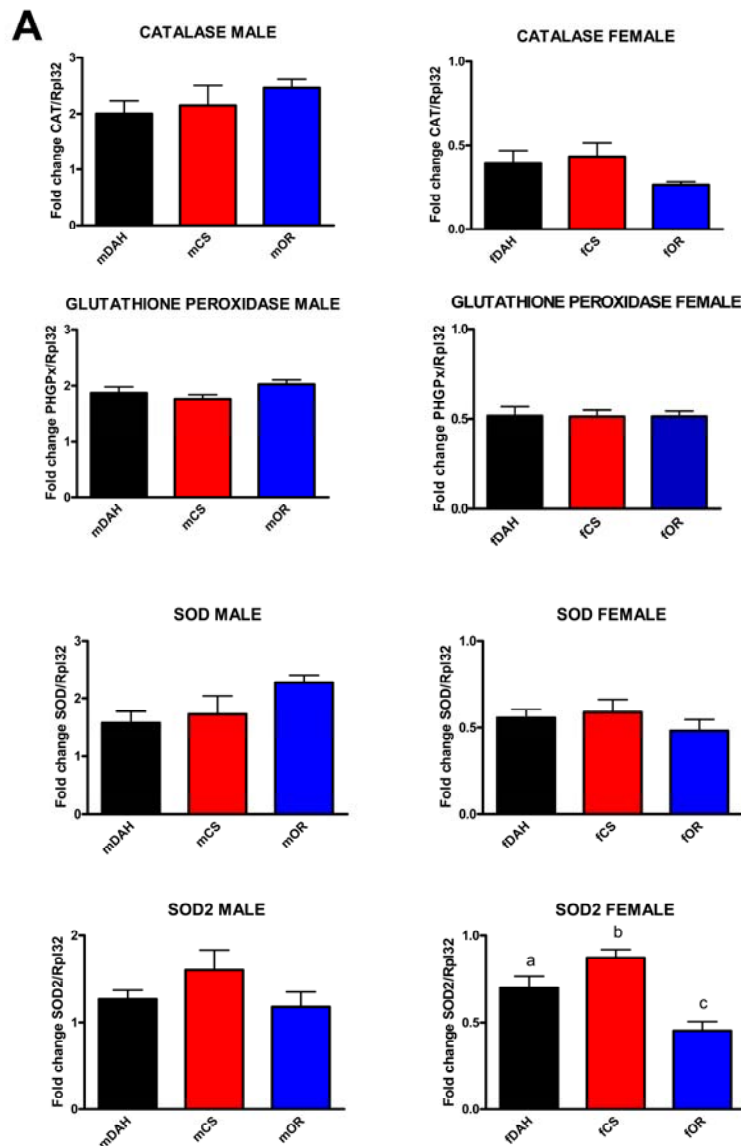 A
CATALASE MALE
Fold change CAT/Rpl32
3
2
1
0
mDAH
mCS
mOR
CATALASE FEMALE
Fold change CAT/Rpl32
1.0
0.5
0.0
fDAH
fCS
fOR
GLUTATHIONE PEROXIDASE MALE
Fold change PHGPx/Rpl32
3
2
1
0
mDAH
mCS
mOR
GLUTATHIONE PEROXIDASE FEMALE
Fold change PHGPx/Rpl32
1.0
0.5
0.0
fDAH
fCS
fOR
SOD MALE
Fold change SOD/Rpl32
3
2
1
0
mDAH
mCS
mOR
SOD FEMALE
Fold change SOD/Rpl32
1.0
0.5
0.0
fDAH
fCS
fOR
SOD2 MALE
Fold change SOD2/Rpl32
2
1
0
mDAH
mCS
mOR
SOD2 FEMALE
Fold change SOD2/Rpl32
1.0
0.5
0.0
a
b
c
fDAH
fCS
fOR